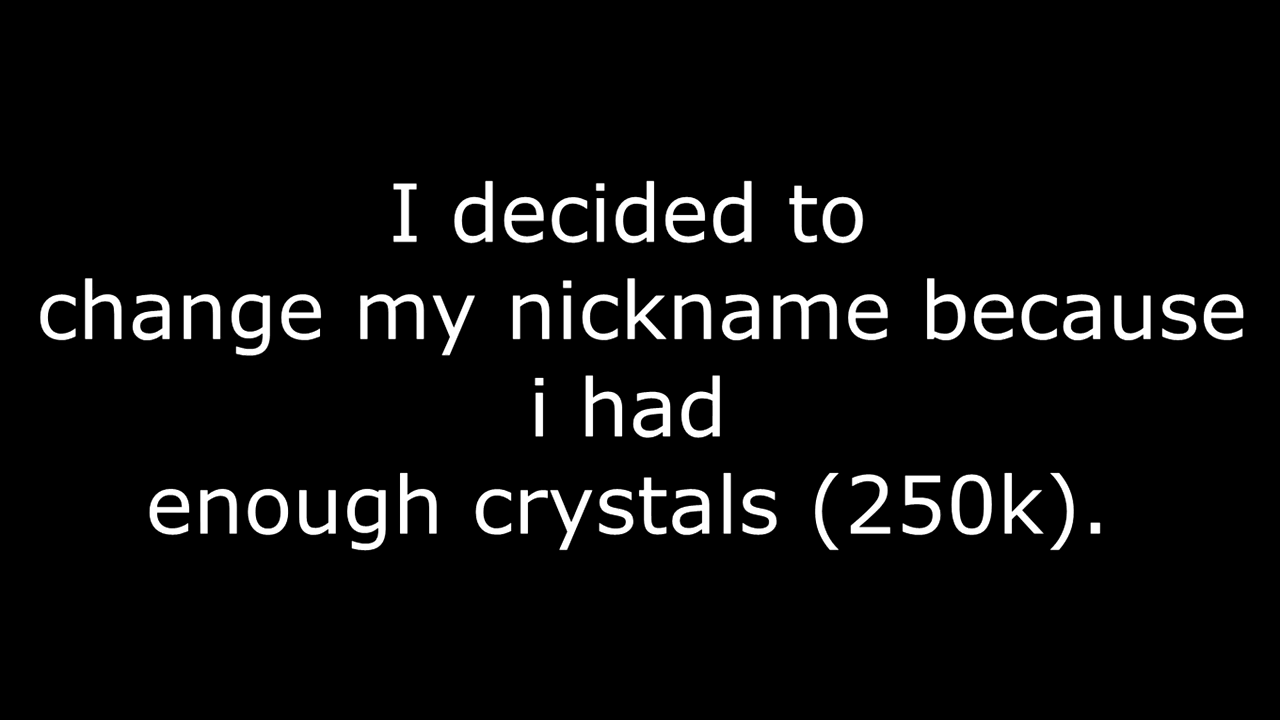 I decided to
change my nickname because
i had
enough crystals (250k).